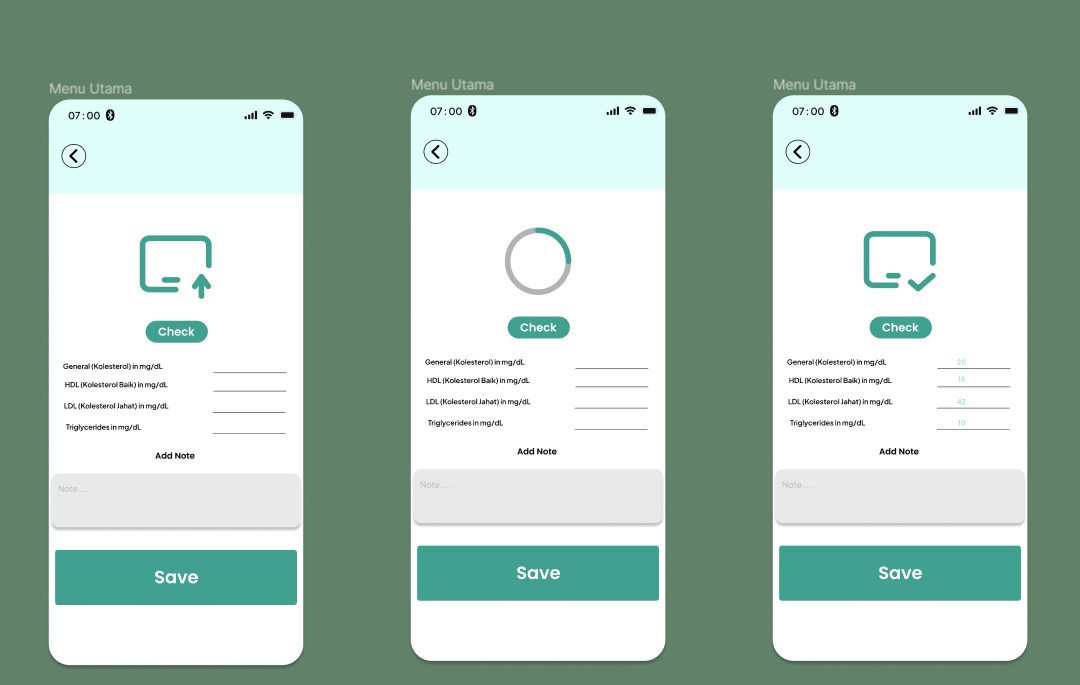 Menu Utama
07:00
Check
General (Kolesterol) in mg/dL
HDL (Kolesterol Baik) in mg/dL
LDL (Kolesterol Jahat) in mg/dL
Triglycerides in mg/dL
Add Note
Note.....
Save
Menu Utama
07:00
Check
General (Kolesterol) in mg/dL
HDL (Kolesterol Baik) in mg/dL
LDL (Kolesterol Jahat) in mg/dL
Triglycerides in mg/dL
Add Note
Note.....
Save
Menu Utama
07:00
Check
General (Kolesterol) in mg/dL 20
HDL (Kolesterol Baik) in mg/dL 15
LDL (Kolesterol Jahat) in mg/dL 42
Triglycerides in mg/dL 10
Add Note
Note.....
Save